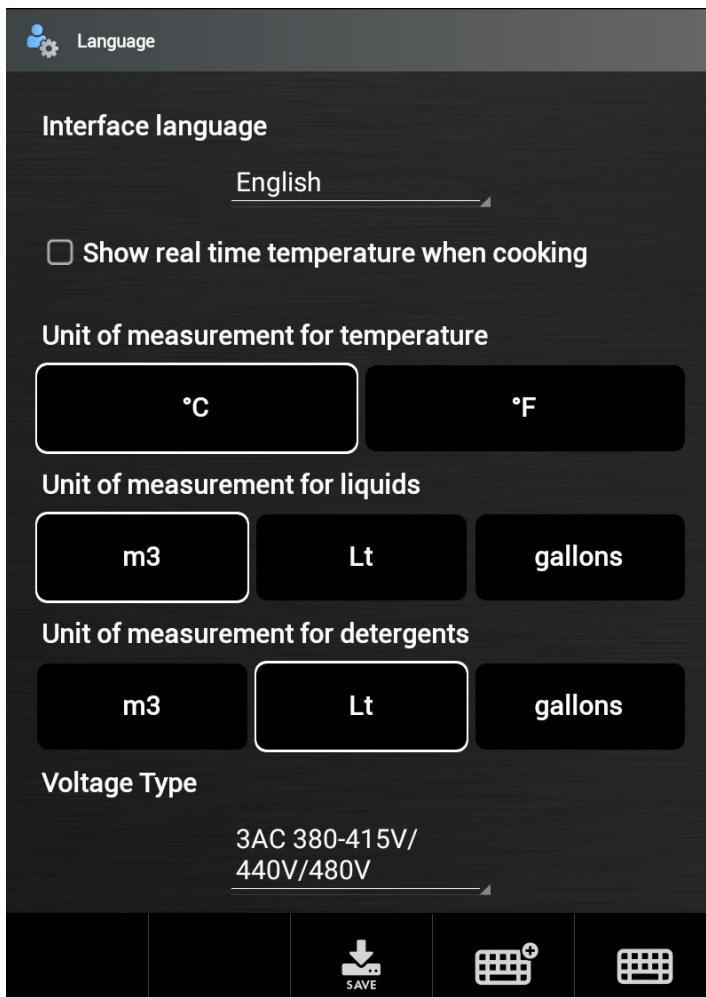 Language
Interface language
English
Show real time temperature when cooking
Unit of measurement for temperature
°C
°F
Unit of measurement for liquids
m3
Lt
gallons
Unit of measurement for detergents
m3
Lt
gallons
Voltage Type
3AC 380-415V/
440V/480V
SAVE